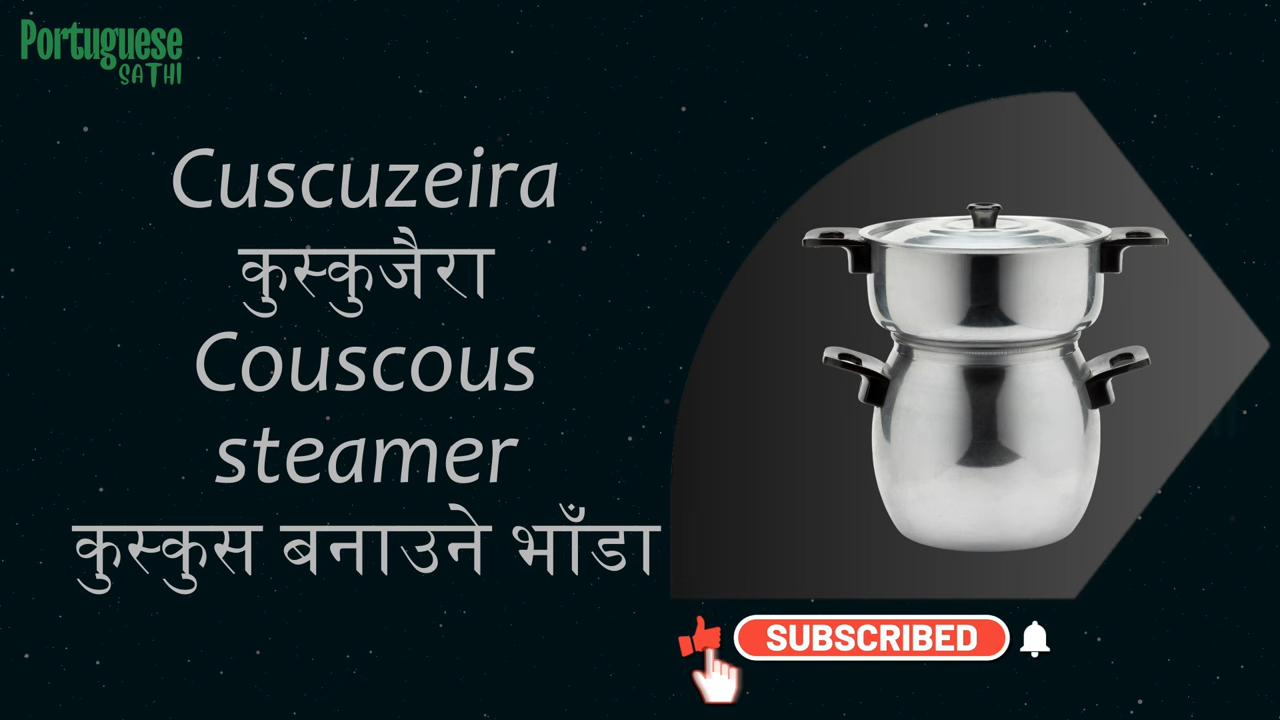 Portuguese
SATHI
Cuscuzeira
कुस्कुजैरा
Couscous
steamer
कुस्कुस बनाउने भाँडा
SUBSCRIBED